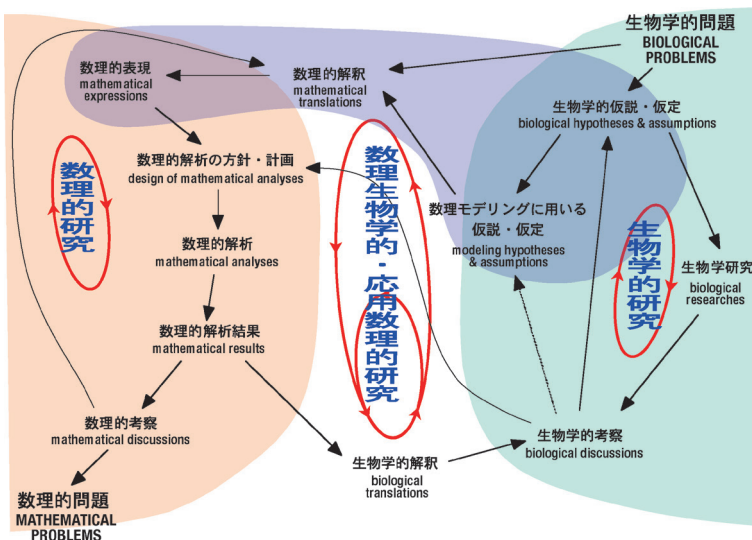 生物学的問題
BIOLOGICAL
PROBLEMS
数理的表現
mathematical
expressions
数理的解釈
mathematical
translations
生物学的仮説・仮定
biological hypotheses & assumptions
数理的解析の方針・計画
design of mathematical analyses
数理的研究
数理生物学的・応用数理的研究
数理モデリングに用いる
仮説・仮定
modeling hypotheses
& assumptions
生物学的研究
数理的解析
mathematical analyses
生物学研究
biological
researches
数理的解析結果
mathematical results
数理的考察
mathematical discussions
生物学的考察
biological discussions
生物学的解釈
biological
translations
数理的問題
MATHEMATICAL
PROBLEMS